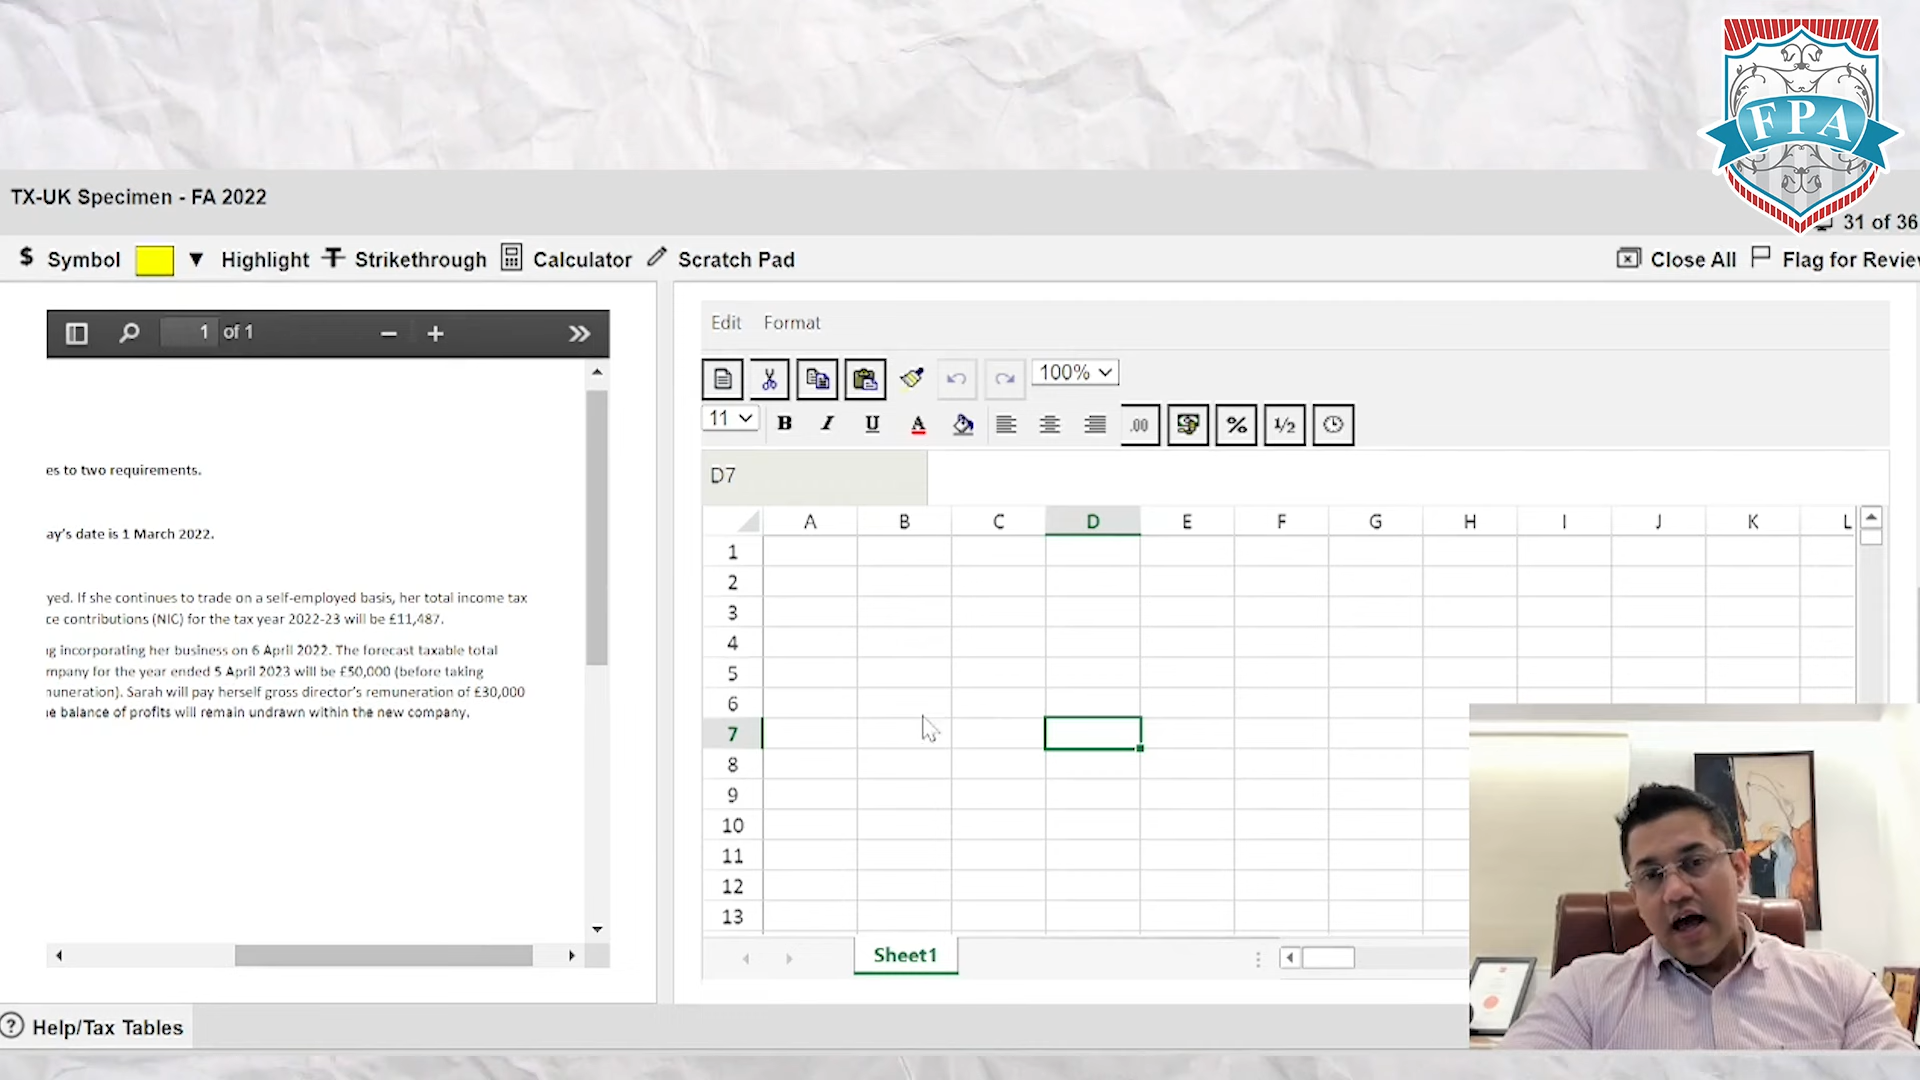 FPA
TX-UK Specimen - FA 2022
31 of 36
$ Symbol Highlight Strikethrough Calculator Scratch Pad
Close All Flag for Revie
1 of 1
es to two requirements.
ay's date is 1 March 2022.
yed. If she continues to trade on a self-employed basis, her total income tax
ce contributions (NIC) for the tax year 2022-23 will be £11,487.
ng incorporating her business on 6 April 2022. The forecast taxable total
mpany for the year ended 5 April 2023 will be £50,000 (before taking
nuneration). Sarah will pay herself gross director's remuneration of £30,000
e balance of profits will remain undrawn within the new company.
Edit Format
100%
11 B I U A .00 % 1/2
D7
A B C D E F G H I J K L
1
2
3
4
5
6
7
8
9
10
11
12
13
Sheet1
Help/Tax Tables